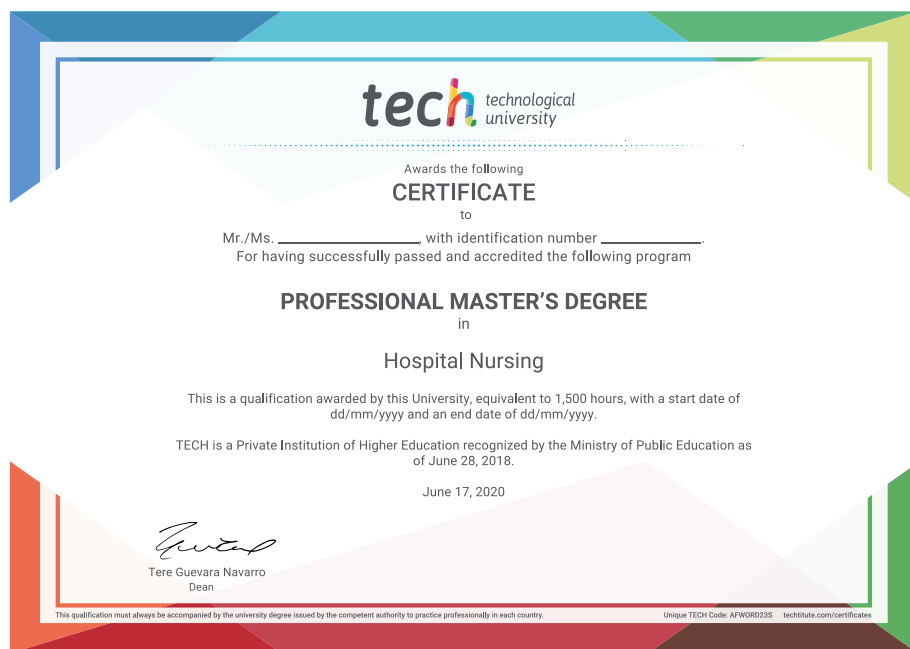 tech technological
university
Awards the following
CERTIFICATE
to
Mr./Ms. ____________________, with identification number ______________.
For having successfully passed and accredited the following program
PROFESSIONAL MASTER'S DEGREE
in
Hospital Nursing
This is a qualification awarded by this University, equivalent to 1,500 hours, with a start date of
dd/mm/yyyy and an end date of dd/mm/yyyy.
TECH is a Private Institution of Higher Education recognized by the Ministry of Public Education as
of June 28, 2018.
June 17, 2020
Tere Guevara Navarro
Dean
This qualification must always be accompanied by the university degree issued by the competent authority to practice professionally in each country.
Unique TECH Code: AFWORD23S techtitute.com/certificates